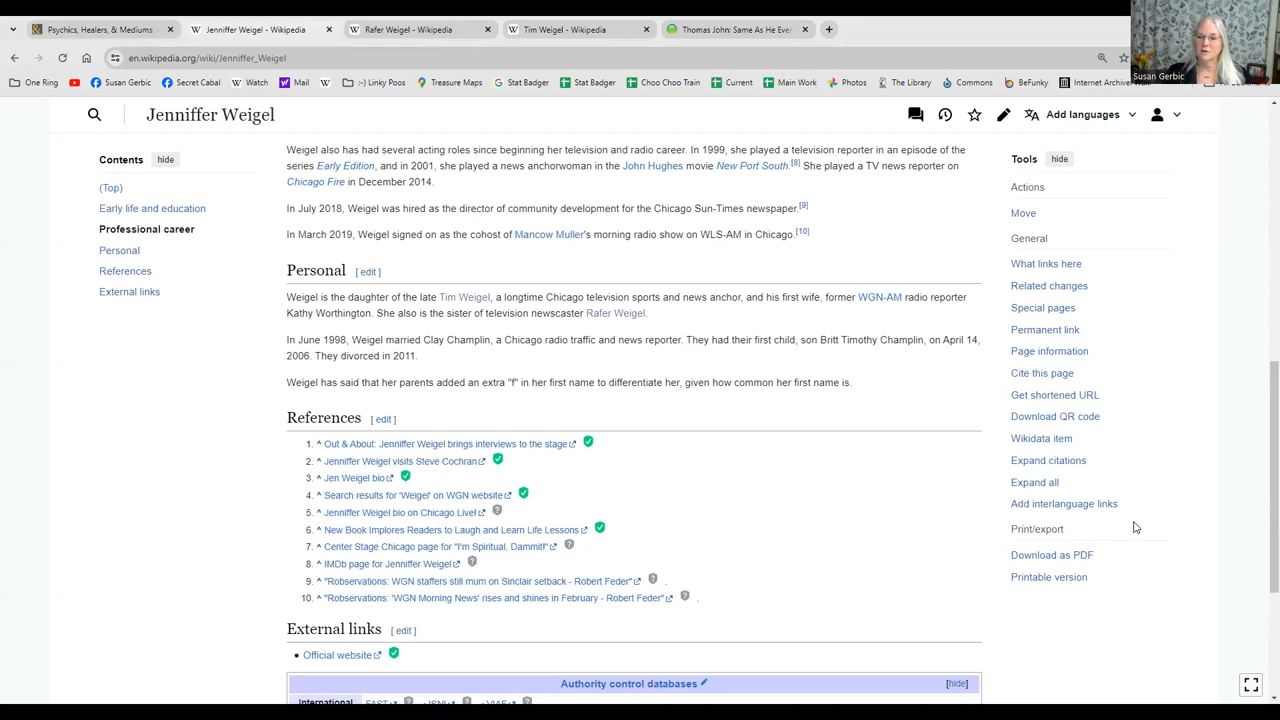 Psychics, Healers, & Mediums:
Jenniffer Weigel - Wikipedia
Rafer Weigel - Wikipedia
Tim Weigel - Wikipedia
Thomas John: Same As He Ever
en.wikipedia.org/wiki/Jenniffer_Weigel
Susan Gerbic
One Ring
Susan Gerbic
Secret Cabal
Watch
Mail
:-) Linky Poos
Treasure Maps
Stat Badger
Stat Badger
Choo Choo Train
Current
Main Work
Photos
The Library
Commons
BeFunky
Internet Archive
Jenniffer Weigel
Add languages
Contents hide
(Top)
Early life and education
Professional career
Personal
References
External links
Weigel also has had several acting roles since beginning her television and radio career. In 1999, she played a television reporter in an episode of the
series Early Edition, and in 2001, she played a news anchorwoman in the John Hughes movie New Port South.[8] She played a TV news reporter on
Chicago Fire in December 2014.
In July 2018, Weigel was hired as the director of community development for the Chicago Sun-Times newspaper.[9]
In March 2019, Weigel signed on as the cohost of Mancow Muller's morning radio show on WLS-AM in Chicago.[10]
Personal [ edit ]
Weigel is the daughter of the late Tim Weigel, a longtime Chicago television sports and news anchor, and his first wife, former WGN-AM radio reporter
Kathy Worthington. She also is the sister of television newscaster Rafer Weigel.
In June 1998, Weigel married Clay Champlin, a Chicago radio traffic and news reporter. They had their first child, son Britt Timothy Champlin, on April 14,
2006. They divorced in 2011.
Weigel has said that her parents added an extra "f" in her first name to differentiate her, given how common her first name is.
References [ edit ]
1. ^ Out & About: Jenniffer Weigel brings interviews to the stage
2. ^ Jenniffer Weigel visits Steve Cochran
3. ^ Jen Weigel bio
4. ^ Search results for 'Weigel' on WGN website
5. ^ Jenniffer Weigel bio on Chicago Live!
6. ^ New Book Implores Readers to Laugh and Learn Life Lessons
7. ^ Center Stage Chicago page for "I'm Spiritual, Dammit!"
8. ^ IMDb page for Jenniffer Weigel
9. ^ "Robservations: WGN staffers still mum on Sinclair setback - Robert Feder" .
10. ^ "Robservations: 'WGN Morning News' rises and shines in February - Robert Feder" .
External links [ edit ]
• Official website
Authority control databases [hide]
International FAST · ISNI · VIAF
Tools hide
Actions
Move
General
What links here
Related changes
Special pages
Permanent link
Page information
Cite this page
Get shortened URL
Download QR code
Wikidata item
Expand citations
Expand all
Add interlanguage links
Print/export
Download as PDF
Printable version